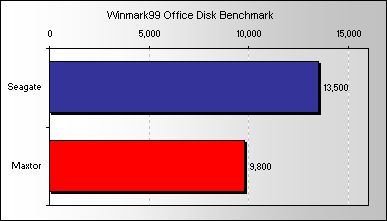 Winmark99 Office Disk Benchmark
0 5,000 10,000 15,000
Seagate 13,500
Maxtor 9,800